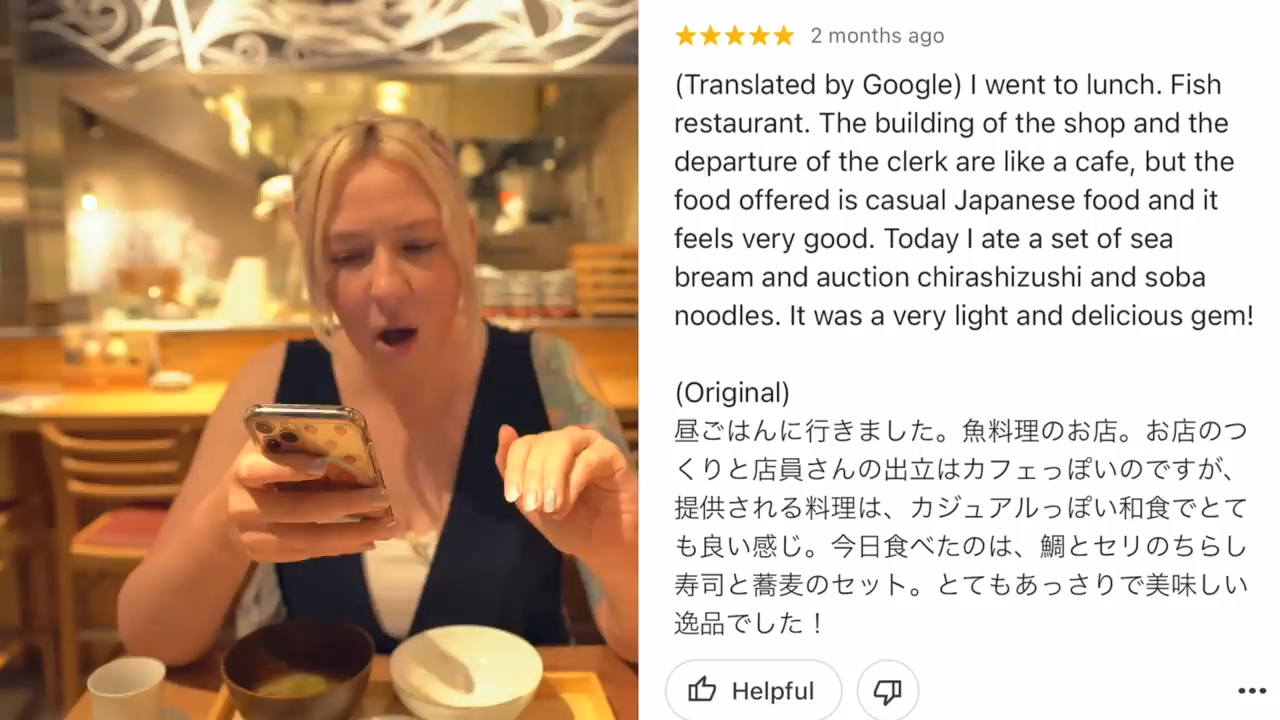 2 months ago
(Translated by Google) I went to lunch. Fish
restaurant. The building of the shop and the
departure of the clerk are like a cafe, but the
food offered is casual Japanese food and it
feels very good. Today I ate a set of sea
bream and auction chirashizushi and soba
noodles. It was a very light and delicious gem!
(Original)
昼ごはんに行きました。魚料理のお店。お店のつ
くりと店員さんの出立はカフェっぽいのですが、
提供される料理は、カジュアルっぽい和食でとて
も良い感じ。今日食べたのは、鯛とセリのちらし
寿司と蕎麦のセット。とてもあっさりで美味しい
逸品でした！
Helpful